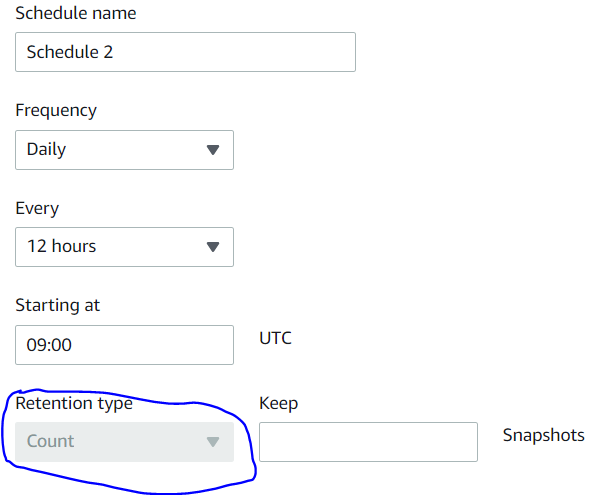 Schedule name
Schedule 2
Frequency
Daily
Every
12 hours
Starting at
09:00 UTC
Retention type Keep
Count Snapshots